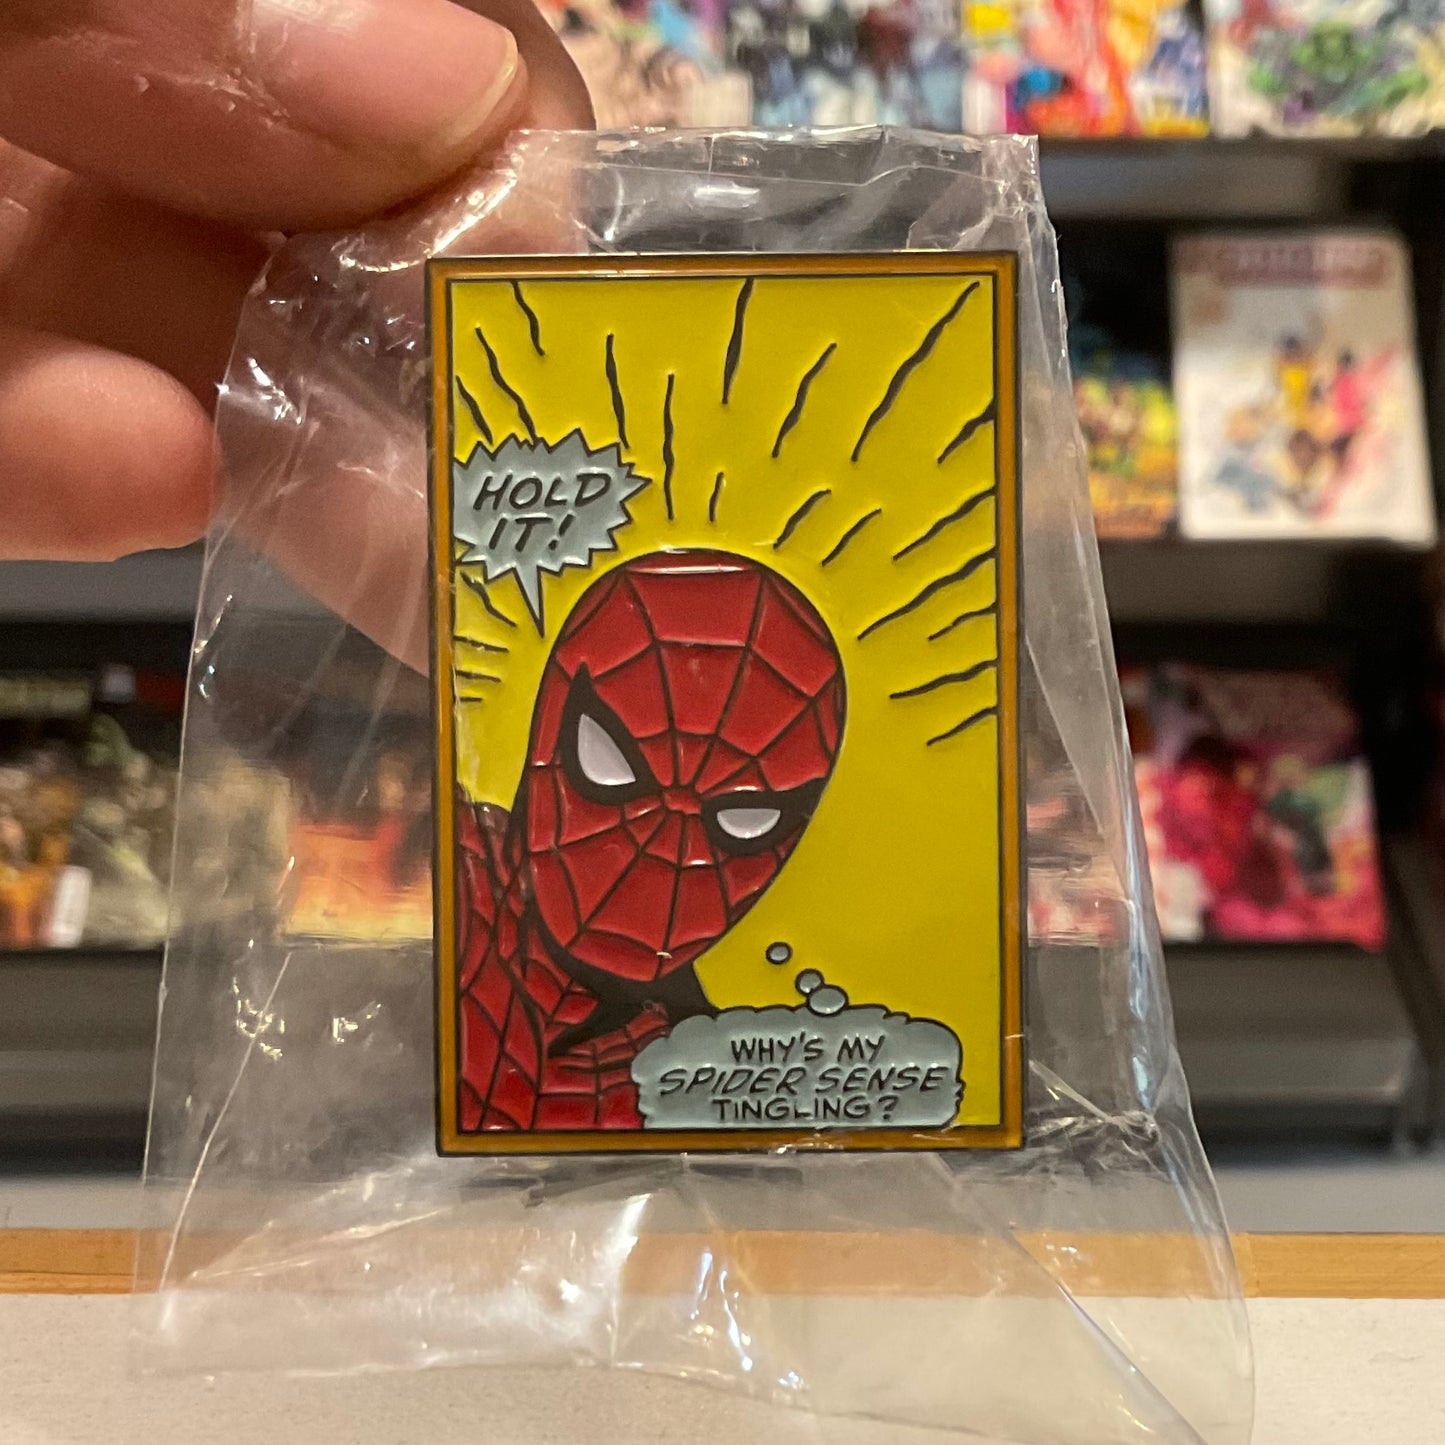 HOLD
IT!
WHY'S MY
SPIDER SENSE
TINGLING?